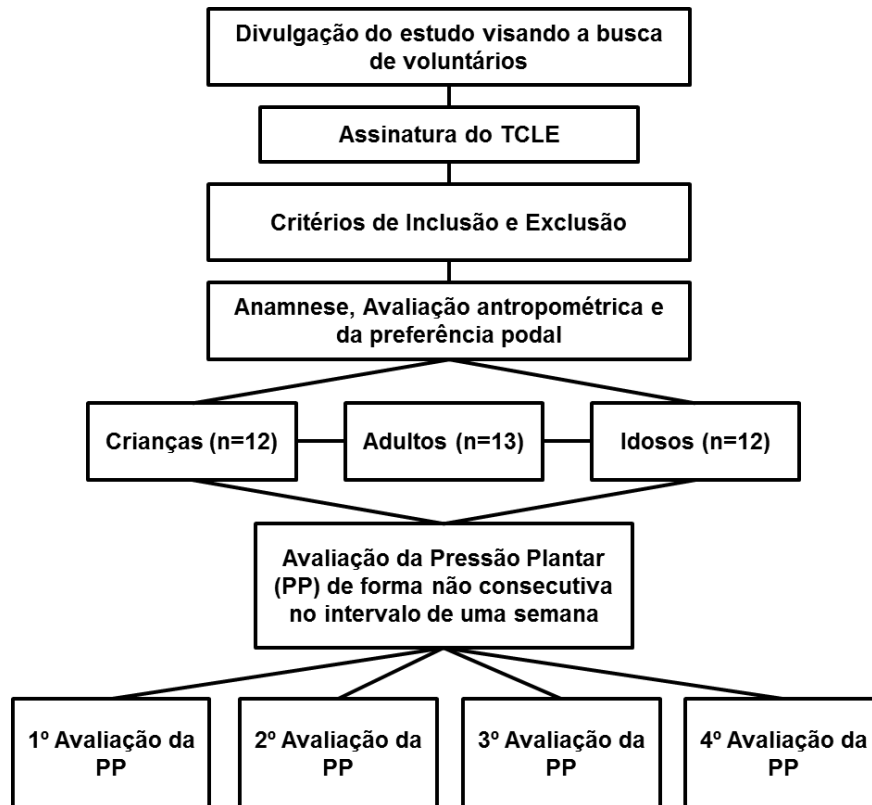 Divulgação do estudo visando a busca
de voluntários
Assinatura do TCLE
Critérios de Inclusão e Exclusão
Anamnese, Avaliação antropométrica e
da preferência podal
Crianças (n=12)
Adultos (n=13)
Idosos (n=12)
Avaliação da Pressão Plantar
(PP) de forma não consecutiva
no intervalo de uma semana
1º Avaliação da
PP
2º Avaliação da
PP
3º Avaliação da
PP
4º Avaliação da
PP